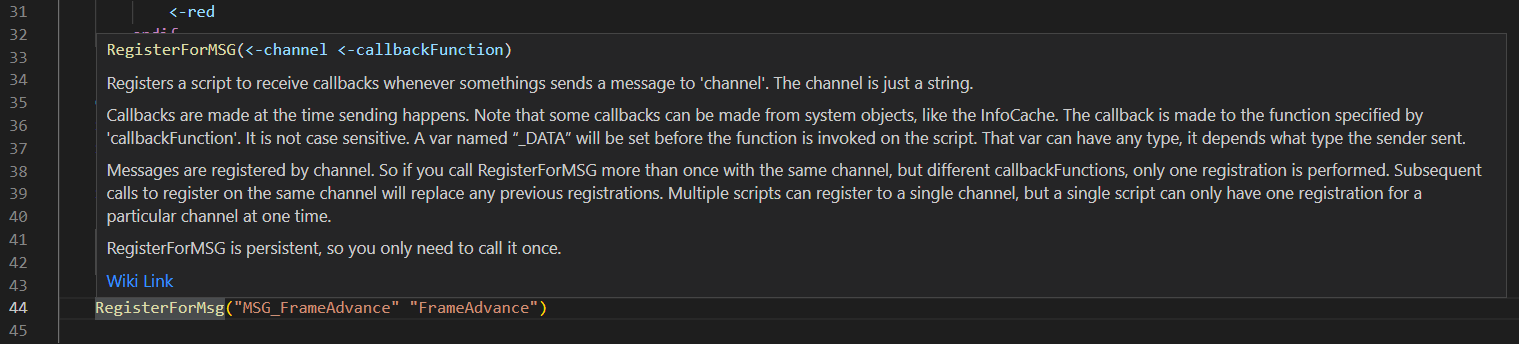 31 <-red
32 endif
33 RegisterForMSG(<-channel <-callbackFunction)
34 Registers a script to receive callbacks whenever somethings sends a message to 'channel'. The channel is just a string.
35 Callbacks are made at the time sending happens. Note that some callbacks can be made from system objects, like the InfoCache. The callback is made to the function specified by
36 'callbackFunction'. It is not case sensitive. A var named “_DATA” will be set before the function is invoked on the script. That var can have any type, it depends what type the sender sent.
37
38 Messages are registered by channel. So if you call RegisterForMSG more than once with the same channel, but different callbackFunctions, only one registration is performed. Subsequent
39 calls to register on the same channel will replace any previous registrations. Multiple scripts can register to a single channel, but a single script can only have one registration for a
40 particular channel at one time.
41 RegisterForMSG is persistent, so you only need to call it once.
42
43 Wiki Link
44 RegisterForMsg("MSG_FrameAdvance" "FrameAdvance")
45